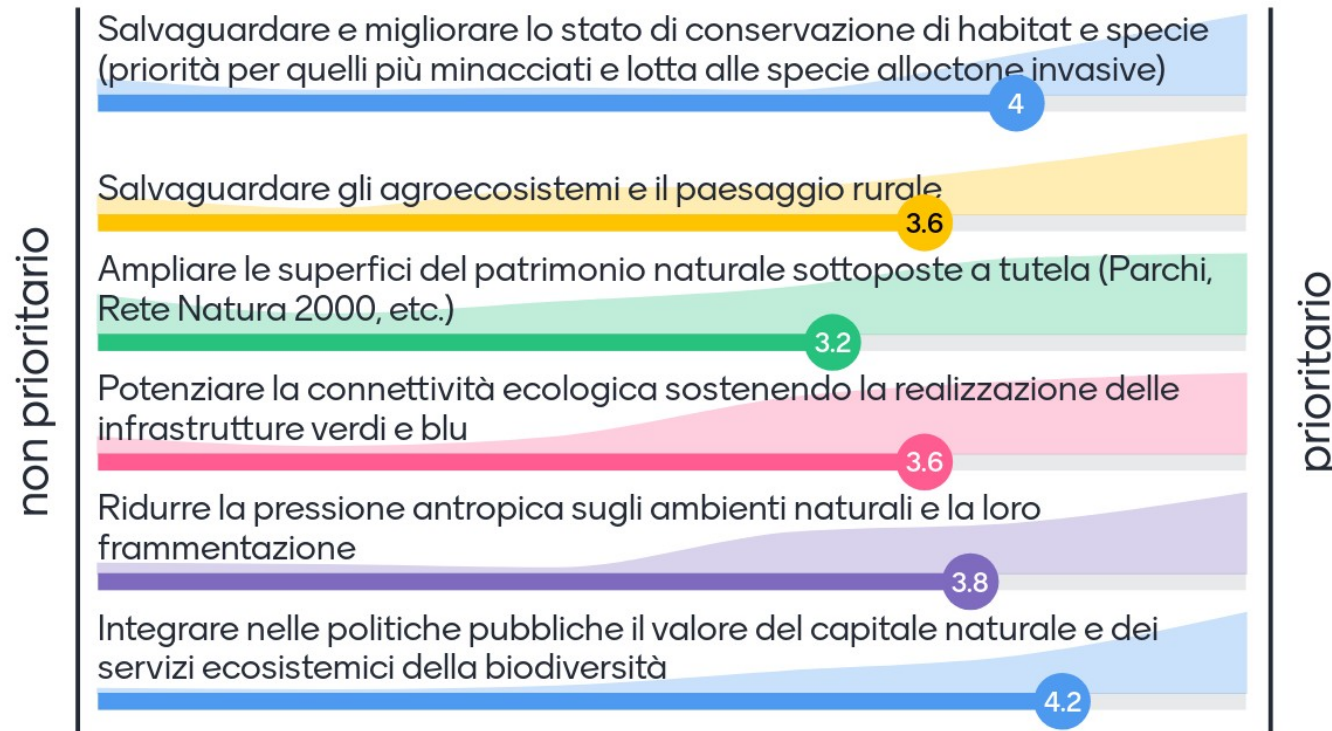 non prioritario
Salvaguardare e migliorare lo stato di conservazione di habitat e specie
(priorità per quelli più minacciati e lotta alle specie alloctone invasive)
4
Salvaguardare gli agroecosistemi e il paesaggio rurale
3.6
Ampliare le superfici del patrimonio naturale sottoposte a tutela (Parchi,
Rete Natura 2000, etc.)
3.2
Potenziare la connettività ecologica sostenendo la realizzazione delle
infrastrutture verdi e blu
3.6
Ridurre la pressione antropica sugli ambienti naturali e la loro
frammentazione
3.8
Integrare nelle politiche pubbliche il valore del capitale naturale e dei
servizi ecosistemici della biodiversità
4.2
prioritario